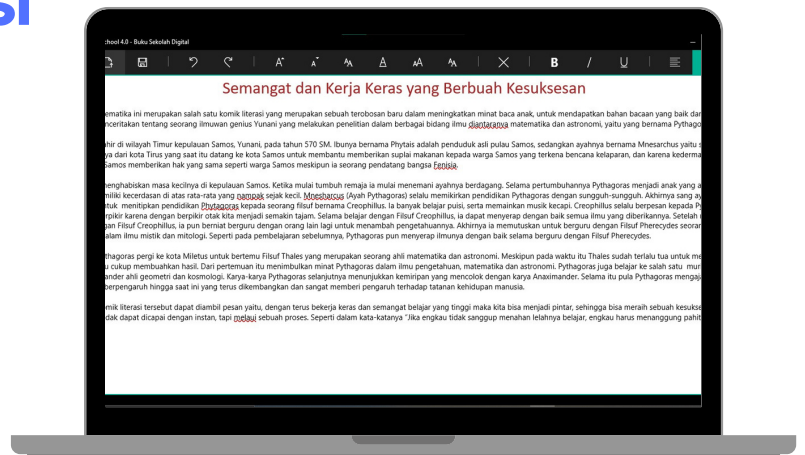 SI
chool 4.0 - Buku Sekolah Digital
B / U
Semangat dan Kerja Keras yang Berbuah Kesuksesan
ematika ini merupakan salah satu komik literasi yang merupakan sebuah terobosan baru dalam meningkatkan minat baca anak, untuk mendapatkan bahan bacaan yang baik dar
nceritakan tentang seorang ilmuwan genius Yunani yang melakukan penelitian dalam berbagai bidang ilmu diantaranya matematika dan astronomi, yaitu yang bernama Pythago
ahir di wilayah Timur kepulauan Samos, Yunani, pada tahun 570 SM. Ibunya bernama Phytais adalah penduduk asli pulau Samos, sedangkan ayahnya bernama Mnesarchus yaitu s
ya dari kota Tirus yang saat itu datang ke kota Samos untuk membantu memberikan suplai makanan kepada warga Samos yang terkena bencana kelaparan, dan karena kederma
Samos memberikan hak yang sama seperti warga Samos meskipun ia seorang pendatang bangsa Fenisia.
nenghabiskan masa kecilnya di kepulauan Samos. Ketika mulai tumbuh remaja ia mulai menemani ayahnya berdagang. Selama pertumbuhannya Pythagoras menjadi anak yang a
miliki kecerdasan di atas rata-rata yang nampak sejak kecil. Mnesharcus (Ayah Pythagoras) selalu memikirkan pendidikan Pythagoras dengan sungguh-sungguh. Akhirnya sang ay
ntuk menitipkan pendidikan Phytagoras kepada seorang filsuf bernama Creophillus. Ia banyak belajar puisi, serta memainkan musik kecapi. Creophillus selalu berpesan kepada Py
erpikir karena dengan berpikir otak kita menjadi semakin tajam. Selama belajar dengan Filsuf Creophillus, ia dapat menyerap dengan baik semua ilmu yang diberikannya. Setelah
gan Filsuf Creophillus, ia pun berniat berguru dengan orang lain lagi untuk menambah pengetahuannya. Akhirnya ia memutuskan untuk berguru dengan Filsuf Pherecydes seorar
alam ilmu mistik dan mitologi. Seperti pada pembelajaran sebelumnya, Pythagoras pun menyerap ilmunya dengan baik selama berguru dengan Filsuf Pherecydes.
thagoras pergi ke kota Miletus untuk bertemu Filsuf Thales yang merupakan seorang ahli matematika dan astronomi. Meskipun pada waktu itu Thales sudah terlalu tua untuk me
u cukup membuahkan hasil. Dari pertemuan itu menimbulkan minat Pythagoras dalam ilmu pengetahuan, matematika dan astronomi. Pythagoras juga belajar ke salah satu mur
ander ahli geometri dan kosmologi. Karya-karya Pythagoras selanjutnya menunjukkan kemiripan yang mencolok dengan karya Anaximander. Selama itu pula Pythagoras mengaj
berpengaruh hingga saat ini yang terus dikembangkan dan sangat memberi pengaruh terhadap tatanan kehidupan manusia.
mik literasi tersebut dapat diambil pesan yaitu, dengan terus bekerja keras dan semangat belajar yang tinggi maka kita bisa menjadi pintar, sehingga bisa meraih sebuah kesukse
dak dapat dicapai dengan instan, tapi melaui sebuah proses. Seperti dalam kata-katanya "Jika engkau tidak sanggup menahan lelahnya belajar, engkau harus menanggung pahit